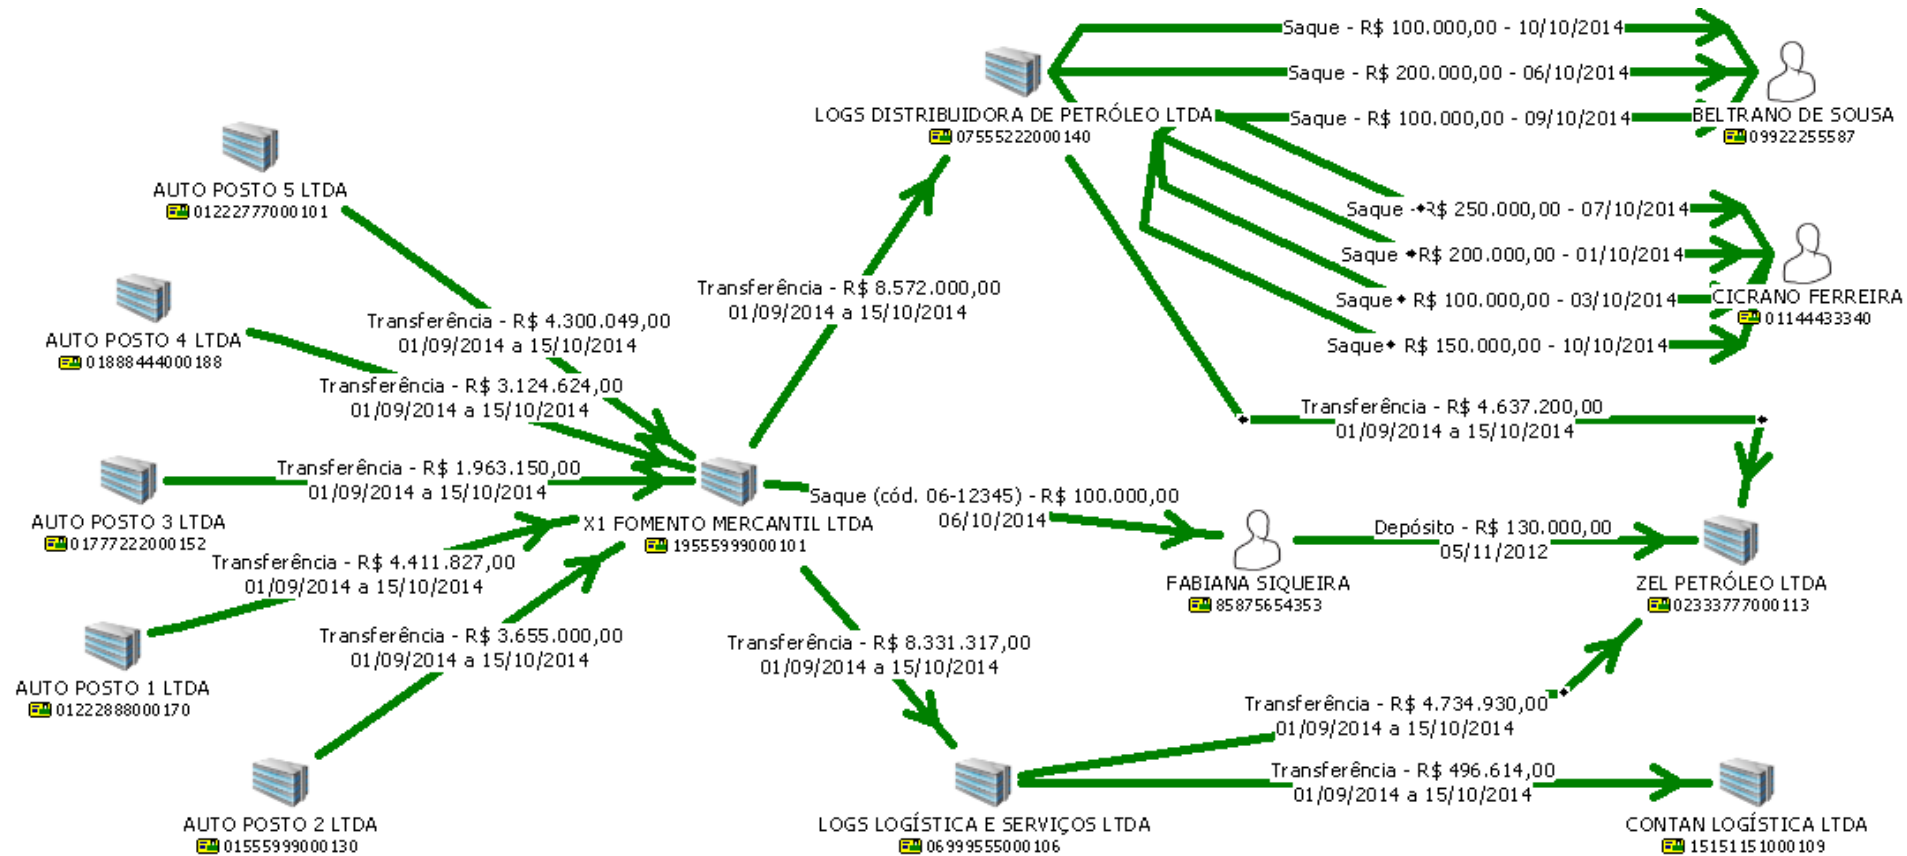 Saque - R$ 100.000,00 - 10/10/2014
Saque - R$ 200.000,00 - 06/10/2014
LOGS DISTRIBUIDORA DE PETRÓLEO LTDA
07555222000140
Saque - R$ 100.000,00 - 09/10/2014
BELTRANO DE SOUSA
09922255587
AUTO POSTO 5 LTDA
01222777000101
Saque - R$ 250.000,00 - 07/10/2014
Saque R$ 200.000,00 - 01/10/2014
Saque R$ 100.000,00 - 03/10/2014
Saque R$ 150.000,00 - 10/10/2014
CICRANO FERREIRA
01144433340
Transferência - R$ 8.572.000,00
01/09/2014 a 15/10/2014
AUTO POSTO 4 LTDA
01888444000188
Transferência - R$ 4.300.049,00
01/09/2014 a 15/10/2014
Transferência - R$ 3.124.624,00
01/09/2014 a 15/10/2014
Transferência - R$ 4.637.200,00
01/09/2014 a 15/10/2014
Transferência - R$ 1.963.150,00
01/09/2014 a 15/10/2014
AUTO POSTO 3 LTDA
01777222000152
X1 FOMENTO MERCANTIL LTDA
19555999000101
Saque (cód. 06-12345) - R$ 100.000,00
06/10/2014
FABIANA SIQUEIRA
85875654353
Depósito - R$ 130.000,00
05/11/2012
ZEL PETRÓLEO LTDA
02333777000113
Transferência - R$ 4.411.827,00
01/09/2014 a 15/10/2014
AUTO POSTO 1 LTDA
01222888000170
Transferência - R$ 3.655.000,00
01/09/2014 a 15/10/2014
Transferência - R$ 8.331.317,00
01/09/2014 a 15/10/2014
Transferência - R$ 4.734.930,00
01/09/2014 a 15/10/2014
AUTO POSTO 2 LTDA
01555999000130
LOGS LOGÍSTICA E SERVIÇOS LTDA
06999555000106
Transferência - R$ 496.614,00
01/09/2014 a 15/10/2014
CONTAN LOGÍSTICA LTDA
15151151000109